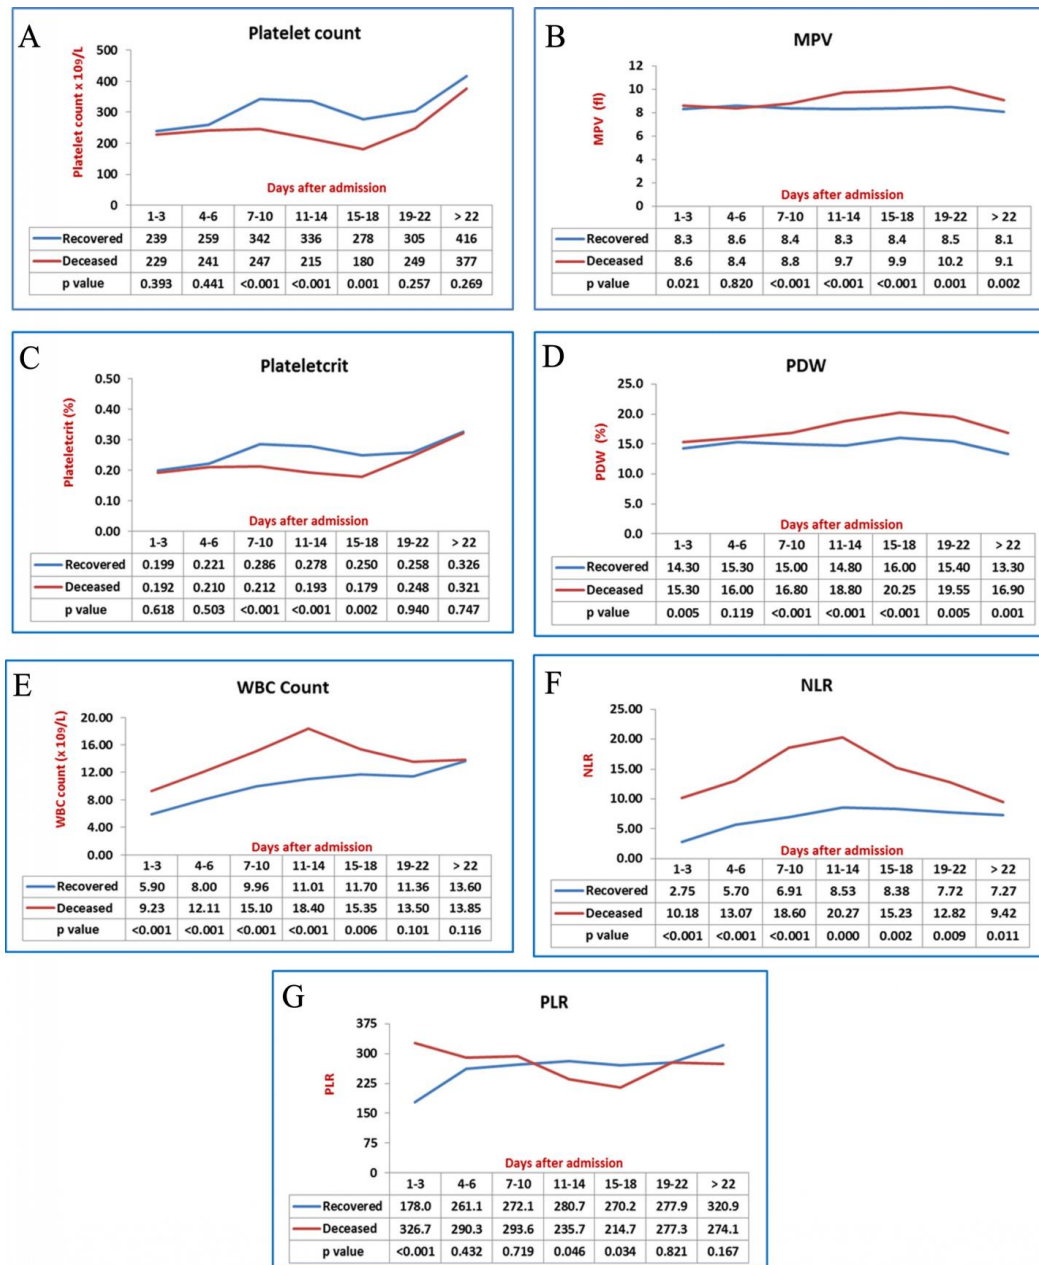 A
Platelet count
Platelet count x 10₉/L
500
400
300
200
100
0
Days after admission
1-3 4-6 7-10 11-14 15-18 19-22 > 22
Recovered 239 259 342 336 278 305 416
Deceased 229 241 247 215 180 249 377
p value 0.393 0.441 <0.001 <0.001 0.001 0.257 0.269
B
MPV
MPV (fl)
12
10
8
6
4
2
0
Days after admission
1-3 4-6 7-10 11-14 15-18 19-22 > 22
Recovered 8.3 8.6 8.4 8.3 8.4 8.5 8.1
Deceased 8.6 8.4 8.8 9.7 9.9 10.2 9.1
p value 0.021 0.820 <0.001 <0.001 <0.001 0.001 0.002
C
Plateletcrit
Plateletcrit (%)
0.50
0.40
0.30
0.20
0.10
0.00
Days after admission
1-3 4-6 7-10 11-14 15-18 19-22 > 22
Recovered 0.199 0.221 0.286 0.278 0.250 0.258 0.326
Deceased 0.192 0.210 0.212 0.193 0.179 0.248 0.321
p value 0.618 0.503 <0.001 <0.001 0.002 0.940 0.747
D
PDW
PDW (%)
25.0
20.0
15.0
10.0
5.0
0.0
Days after admission
1-3 4-6 7-10 11-14 15-18 19-22 > 22
Recovered 14.30 15.30 15.00 14.80 16.00 15.40 13.30
Deceased 15.30 16.00 16.80 18.80 20.25 19.55 16.90
p value 0.005 0.119 <0.001 <0.001 <0.001 0.005 0.001
E
WBC Count
WBC count (x 10₉/L)
20.00
16.00
12.00
8.00
4.00
0.00
Days after admission
1-3 4-6 7-10 11-14 15-18 19-22 > 22
Recovered 5.90 8.00 9.96 11.01 11.70 11.36 13.60
Deceased 9.23 12.11 15.10 18.40 15.35 13.50 13.85
p value <0.001 <0.001 <0.001 <0.001 0.006 0.101 0.116
F
NLR
NLR
25.00
20.00
15.00
10.00
5.00
0.00
Days after admission
1-3 4-6 7-10 11-14 15-18 19-22 > 22
Recovered 2.75 5.70 6.91 8.53 8.38 7.72 7.27
Deceased 10.18 13.07 18.60 20.27 15.23 12.82 9.42
p value <0.001 <0.001 <0.001 0.000 0.002 0.009 0.011
G
PLR
PLR
375
300
225
150
75
0
Days after admission
1-3 4-6 7-10 11-14 15-18 19-22 > 22
Recovered 178.0 261.1 272.1 280.7 270.2 277.9 320.9
Deceased 326.7 290.3 293.6 235.7 214.7 277.3 274.1
p value <0.001 0.432 0.719 0.046 0.034 0.821 0.167